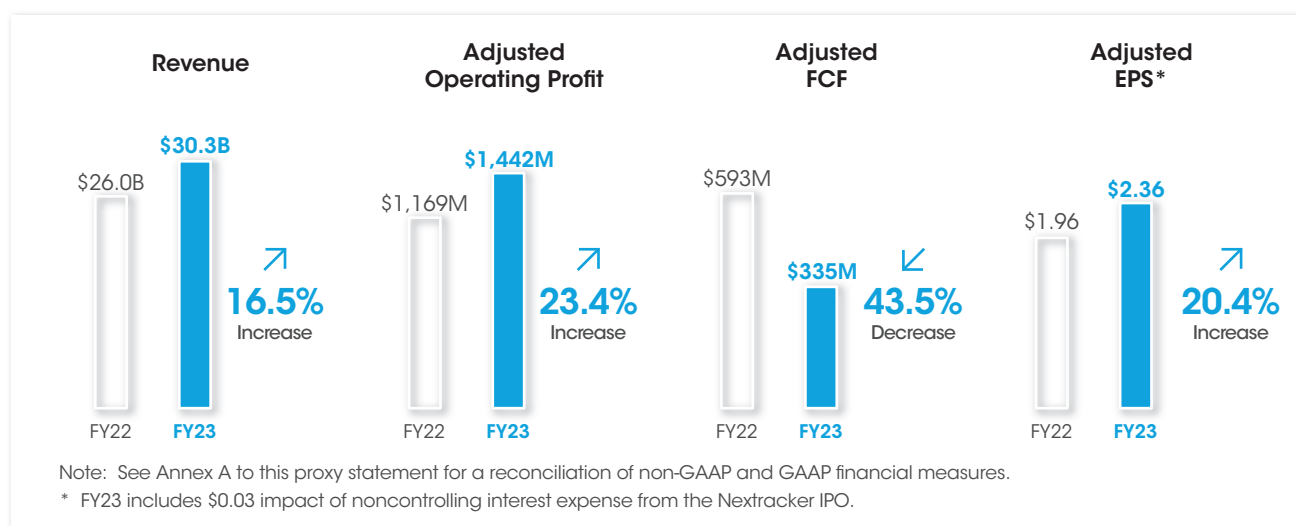 Revenue
$30.3B
$26.0B
16.5%
Increase
FY22
FY23
Adjusted
Operating Profit
$1,442M
$1,169M
23.4%
Increase
FY22
FY23
Adjusted
FCF
$593M
$335M
43.5%
Decrease
FY22
FY23
Adjusted
EPS*
$2.36
$1.96
20.4%
Increase
FY22
FY23
Note: See Annex A to this proxy statement for a reconciliation of non-GAAP and GAAP financial measures.
* FY23 includes $0.03 impact of noncontrolling interest expense from the Nextracker IPO.